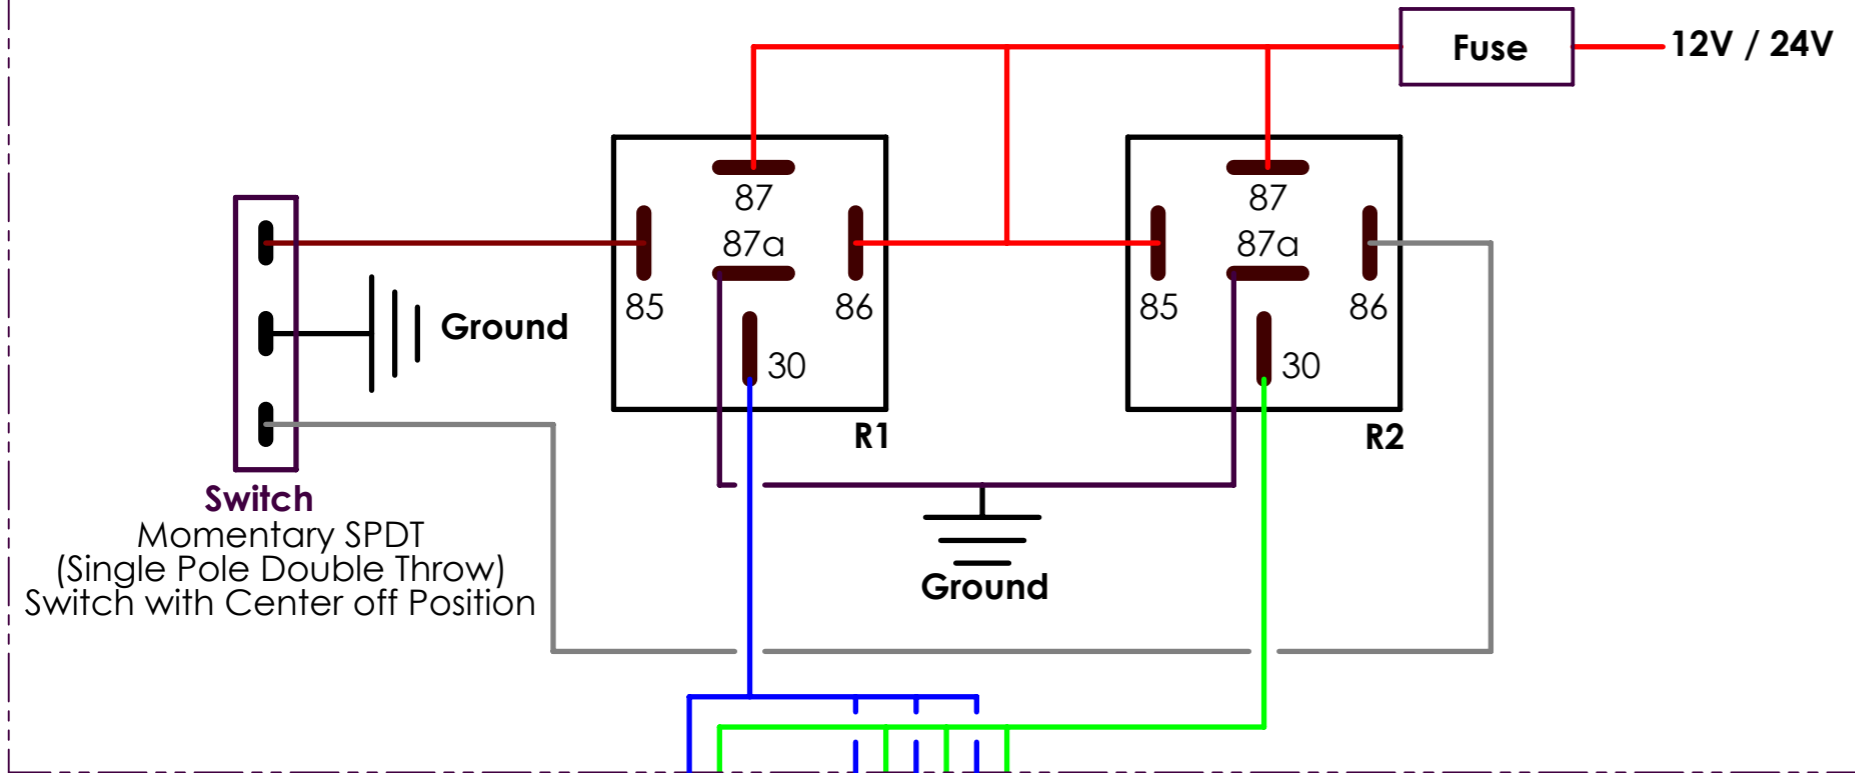 Fuse
12V / 24V
87
87a
85
86
30
R1
87
87a
85
86
30
R2
Ground
Switch
Momentary SPDT
(Single Pole Double Throw)
Switch with Center off Position
Ground